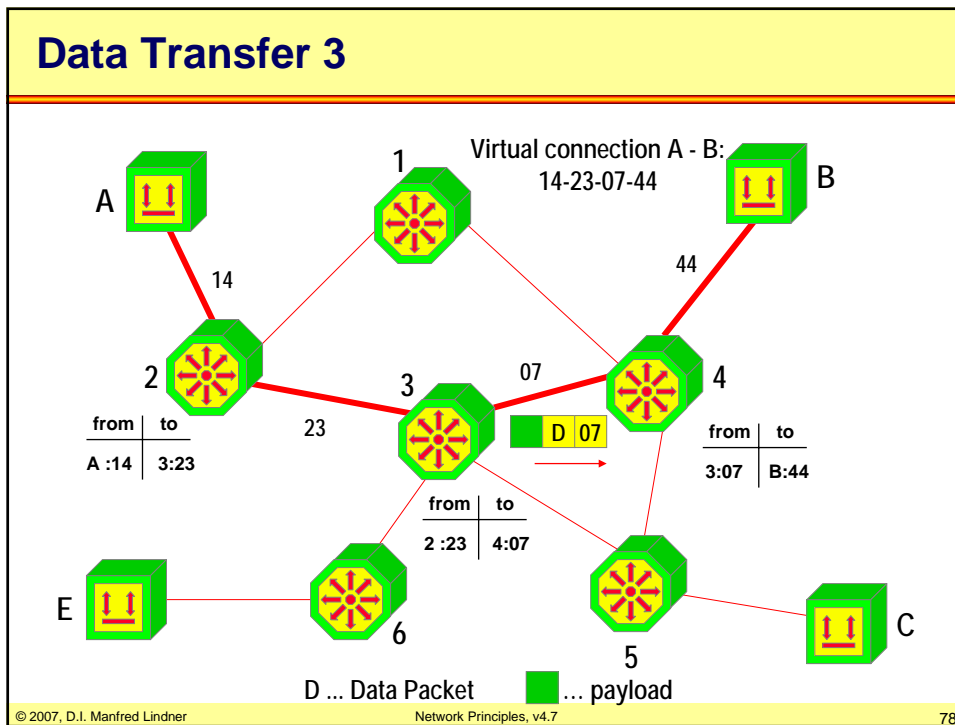 Data Transfer 3
Virtual connection A - B:
14-23-07-44
A
1
B
14
44
2
3
07
4
23
D 07
from to
A :14 3:23
from to
3:07 B:44
from to
2 :23 4:07
E
6
5
C
D ... Data Packet ... payload
© 2007, D.I. Manfred Lindner Network Principles, v4.7 78